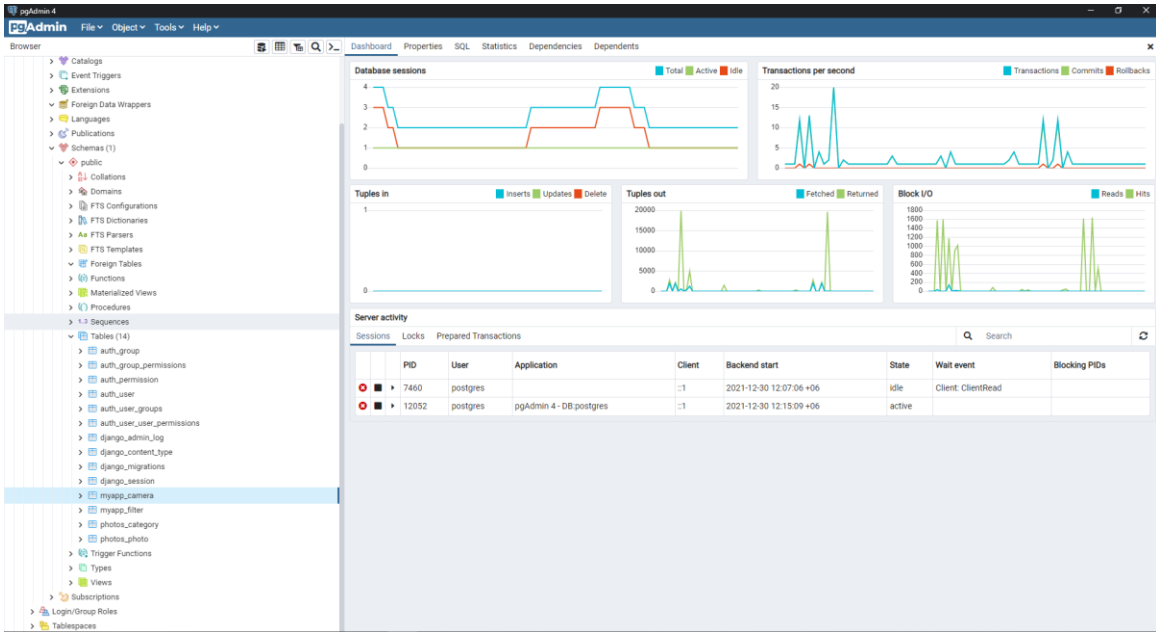 pgAdmin 4
pgAdmin File Object Tools Help
Browser
Dashboard Properties SQL Statistics Dependencies Dependents
Catalogs
Event Triggers
Extensions
Foreign Data Wrappers
Languages
Publications
Schemas (1)
public
Collations
Domains
FTS Configurations
FTS Dictionaries
Aa FTS Parsers
FTS Templates
Foreign Tables
Functions
Materialized Views
Procedures
1..3 Sequences
Tables (14)
auth_group
auth_group_permissions
auth_permission
auth_user
auth_user_groups
auth_user_user_permissions
django_admin_log
django_content_type
django_migrations
django_session
myapp_camera
myapp_filter
photos_category
photos_photo
Trigger Functions
Types
Views
Subscriptions
Login/Group Roles
Tablespaces
Database sessions Total Active Idle
4
3
2
1
0
Transactions per second Transactions Commits Rollbacks
20
15
10
5
0
Tuples in Inserts Updates Delete
1
0
Tuples out Fetched Returned
20000
15000
10000
5000
0
Block I/O Reads Hits
1800
1600
1400
1200
1000
800
600
400
200
0
Server activity
Sessions Locks Prepared Transactions Search
PID User Application Client Backend start State Wait event Blocking PIDs
7460 postgres ::1 2021-12-30 12:07:06 +06 idle Client: ClientRead
12052 postgres pgAdmin 4 - DB:postgres ::1 2021-12-30 12:15:09 +06 active